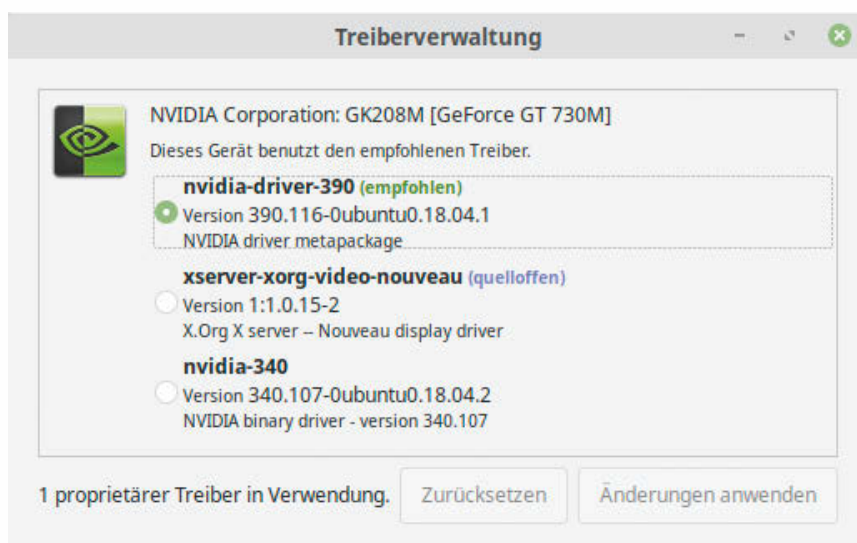 Treiberverwaltung
NVIDIA Corporation: GK208M [GeForce GT 730M]
Dieses Gerät benutzt den empfohlenen Treiber.
nvidia-driver-390 (empfohlen)
Version 390.116-0ubuntu0.18.04.1
NVIDIA driver metapackage
xserver-xorg-video-nouveau (quelloffen)
Version 1:1.0.15-2
X.Org X server -- Nouveau display driver
nvidia-340
Version 340.107-0ubuntu0.18.04.2
NVIDIA binary driver - version 340.107
1 proprietärer Treiber in Verwendung. Zurücksetzen Änderungen anwenden